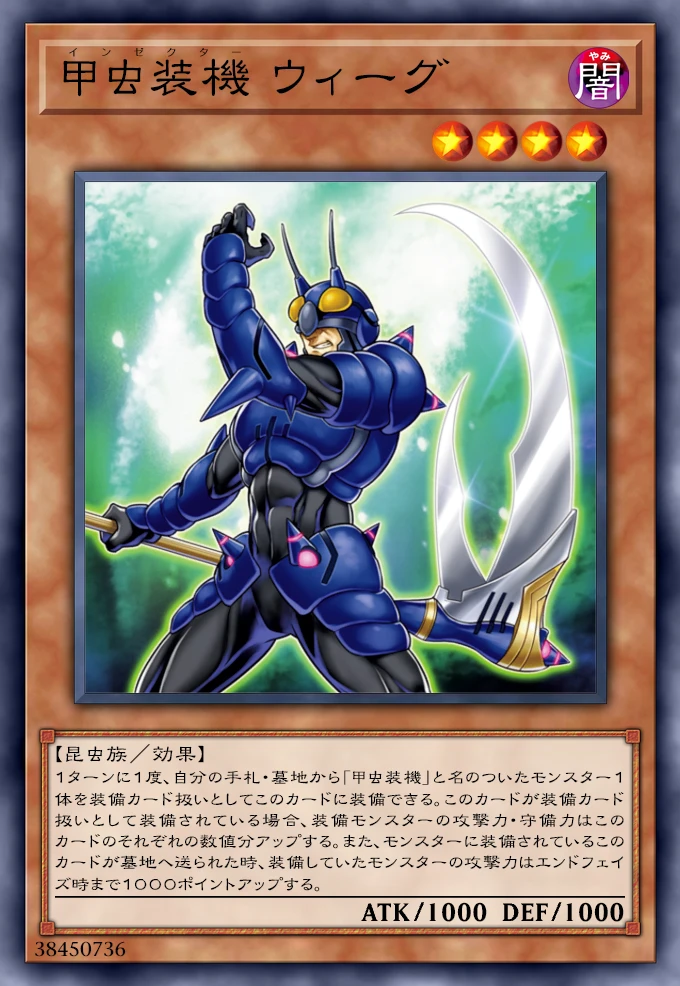 インゼクター
甲虫装機 ウィーグ
やみ
闇
【昆虫族／効果】
1ターンに1度、自分の手札・墓地から「甲虫装機」と名のついたモンスター1
体を装備カード扱いとしてこのカードに装備できる。このカードが装備カード
扱いとして装備されている場合、装備モンスターの攻撃力・守備力はこの
カードのそれぞれの数値分アップする。また、モンスターに装備されているこの
カードが墓地へ送られた時、装備していたモンスターの攻撃力はエンドフェイ
ズ時まで1000ポイントアップする。
ATK/1000 DEF/1000
38450736